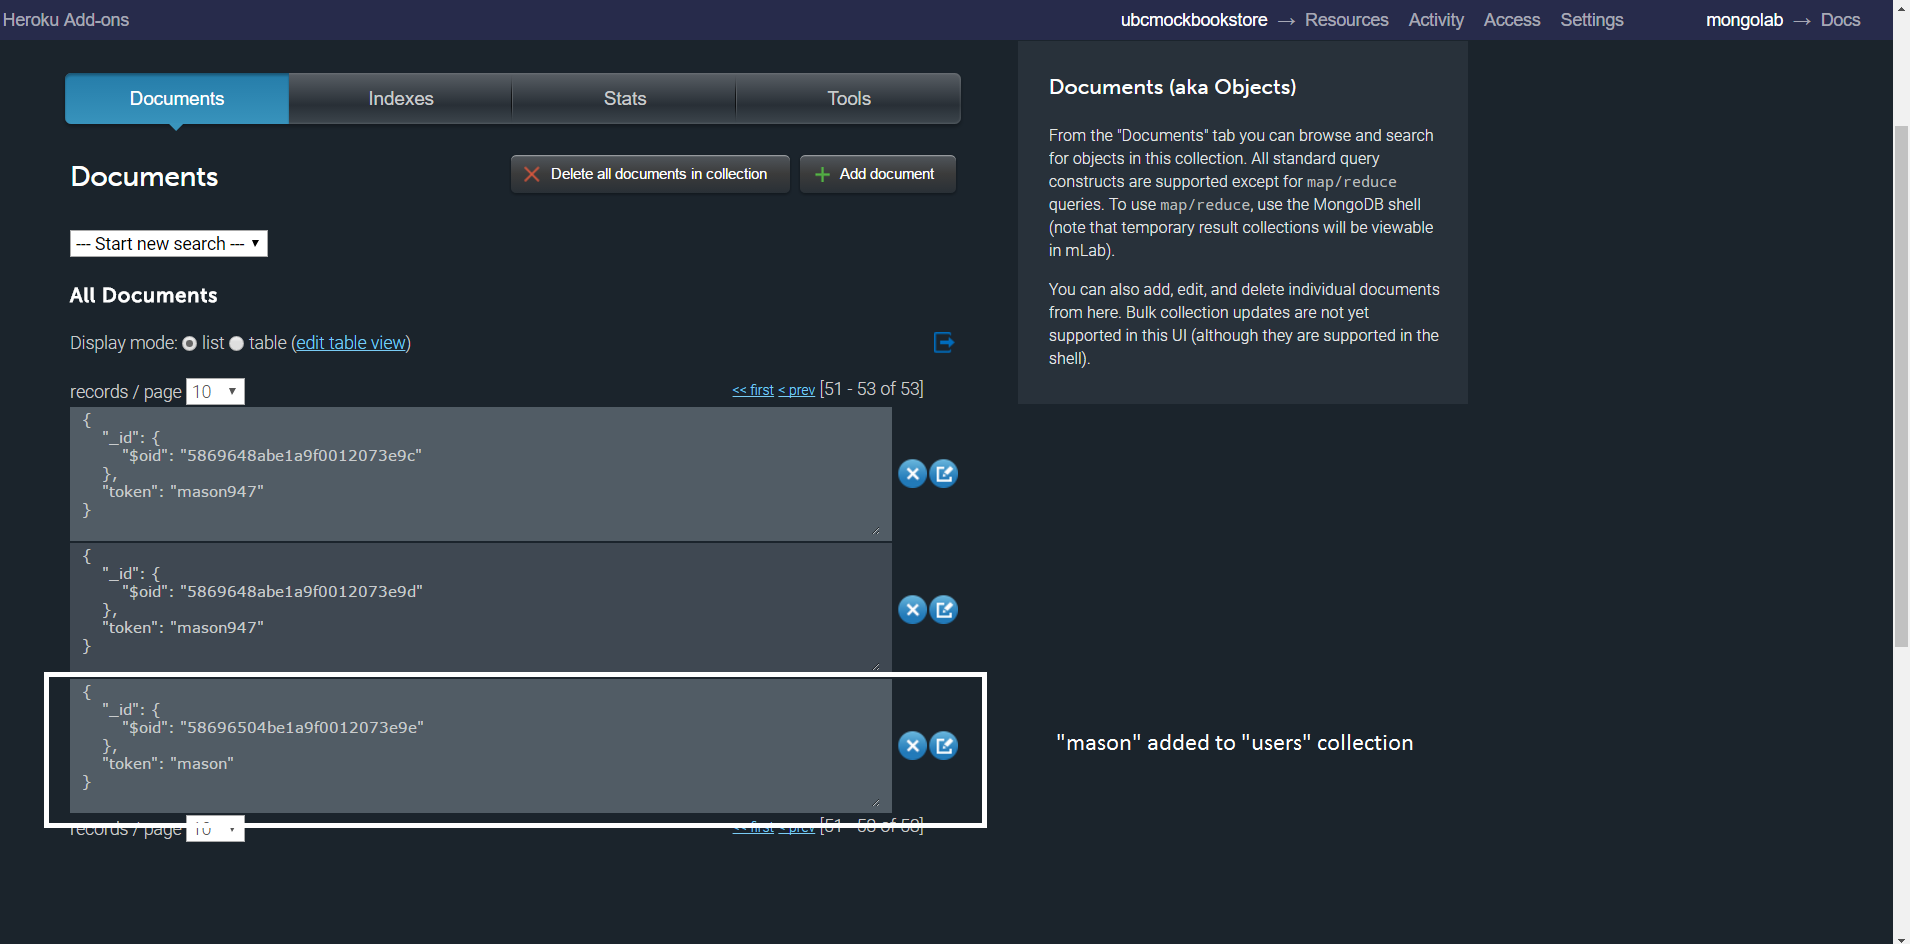 Heroku Add-ons
ubcmockbookstore → Resources Activity Access Settings mongolab → Docs
Documents Indexes Stats Tools
Documents
Delete all documents in collection
Add document
--- Start new search ---
All Documents
Display mode: list table (edit table view)
records / page 10
<< first < prev [51 - 53 of 53]
{
"_id": {
"$oid": "5869648abe1a9f0012073e9c"
},
"token": "mason947"
}
{
"_id": {
"$oid": "5869648abe1a9f0012073e9d"
},
"token": "mason947"
}
{
"_id": {
"$oid": "58696504be1a9f0012073e9e"
},
"token": "mason"
}
records / page 10
<< first < prev [51 - 53 of 53]
Documents (aka Objects)
From the "Documents" tab you can browse and search
for objects in this collection. All standard query
constructs are supported except for map/reduce
queries. To use map/reduce, use the MongoDB shell
(note that temporary result collections will be viewable
in mLab).
You can also add, edit, and delete individual documents
from here. Bulk collection updates are not yet
supported in this UI (although they are supported in the
shell).
"mason" added to "users" collection